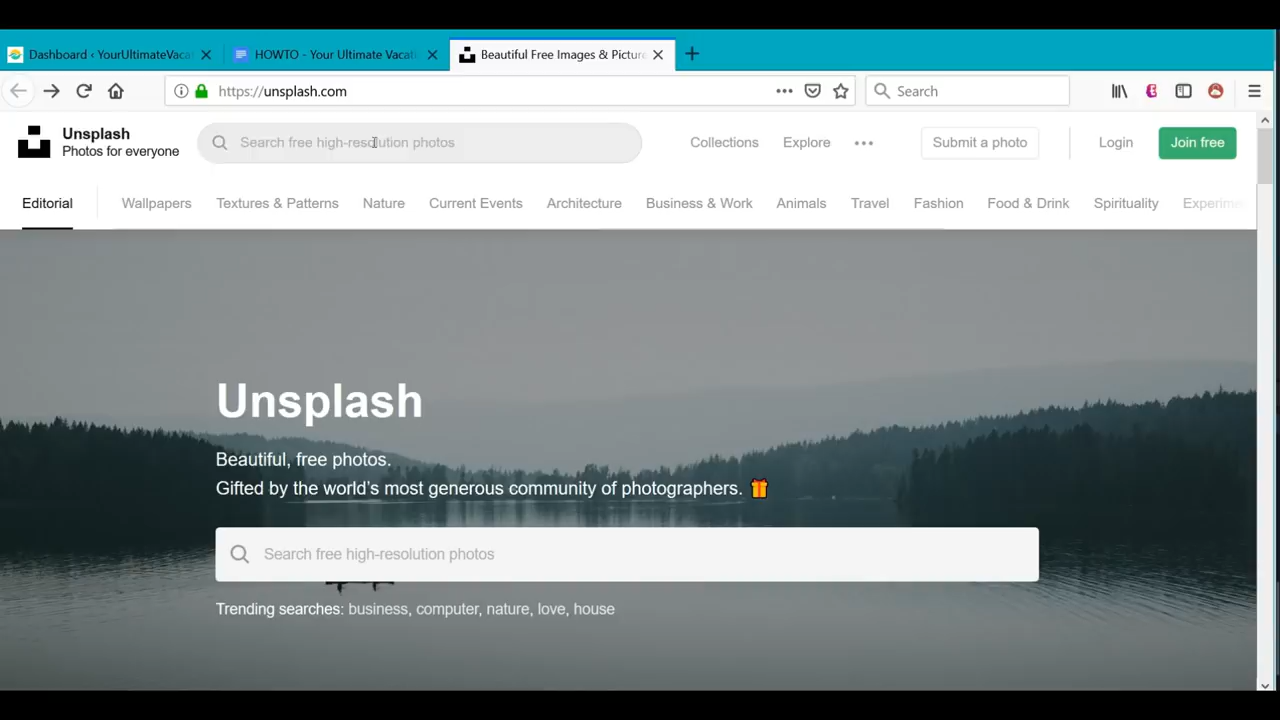 Dashboard ‹ YourUltimateVaca
HOWTO - Your Ultimate Vacati
Beautiful Free Images & Picture
https://unsplash.com
Search
Unsplash
Photos for everyone
Search free high-resolution photos
Collections
Explore
Submit a photo
Login
Join free
Editorial
Wallpapers
Textures & Patterns
Nature
Current Events
Architecture
Business & Work
Animals
Travel
Fashion
Food & Drink
Spirituality
Experime
Unsplash
Beautiful, free photos.
Gifted by the world's most generous community of photographers. 🎁
Search free high-resolution photos
Trending searches: business, computer, nature, love, house